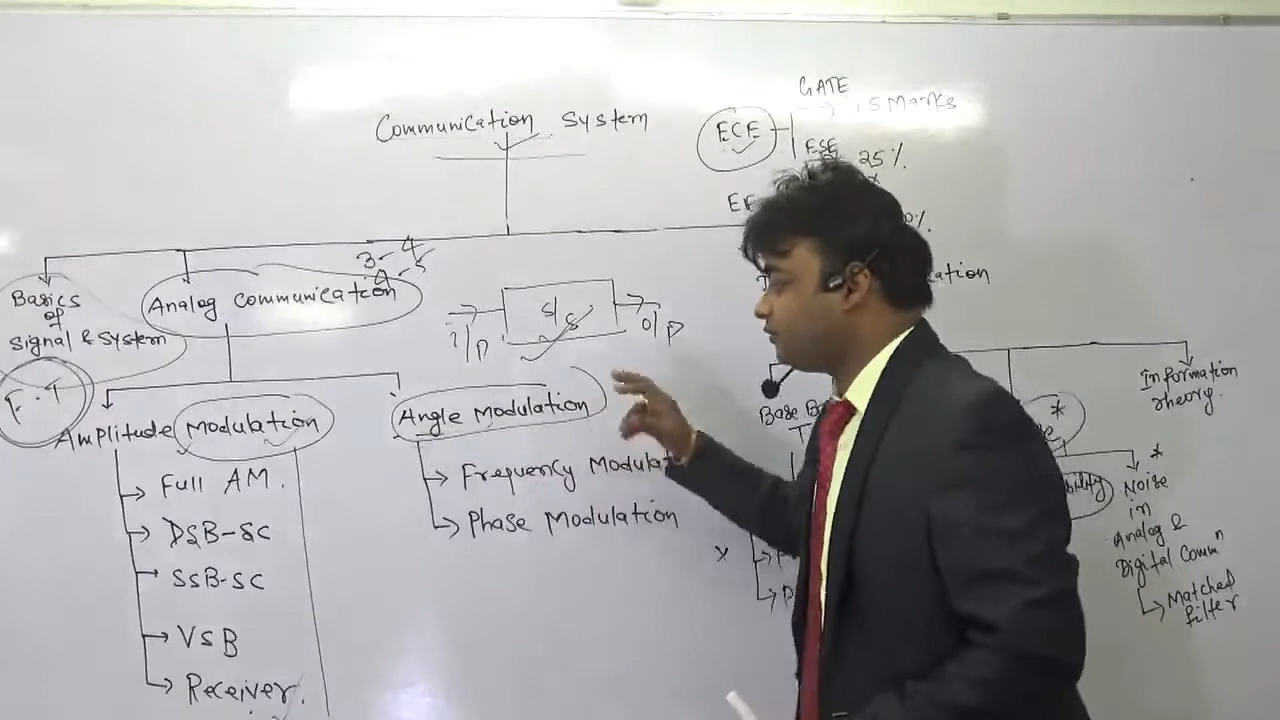 Communication System
GATE
15 Marks
ECE
ESE
25%
3-4
4-5
Basics
of
Signal & System
F.T
Analog Communication
I/P
S/S
O/P
Amplitude Modulation
Full AM.
DSB-SC
SSB-SC
VSB
Receiver.
Angle Modulation
Frequency
Phase Modulation
Information
Theory.
*
* Noise
in
Analog &
Digital Commⁿ
Matched
filter
x